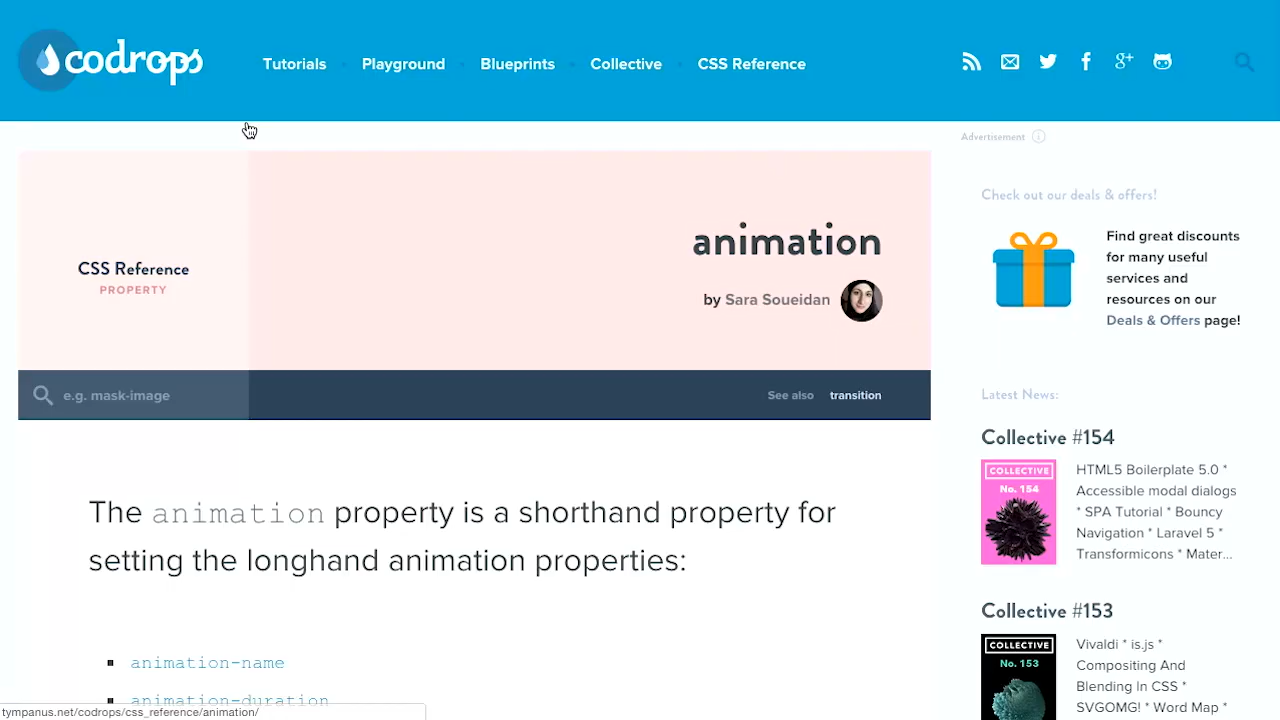 codrops
Tutorials
Playground
Blueprints
Collective
CSS Reference
Advertisement
CSS Reference
PROPERTY
animation
by Sara Soueidan
e.g. mask-image
See also transition
The animation property is a shorthand property for
setting the longhand animation properties:
animation-name
animation-duration
Check out our deals & offers!
Find great discounts
for many useful
services and
resources on our
Deals & Offers page!
Latest News:
Collective #154
COLLECTIVE
No. 154
HTML5 Boilerplate 5.0 *
Accessible modal dialogs
* SPA Tutorial * Bouncy
Navigation * Laravel 5 *
Transformicons * Mater...
Collective #153
COLLECTIVE
No. 153
Vivaldi * is.js *
Compositing And
Blending In CSS *
SVGOMG! * Word Map *
tympanus.net/codrops/css_reference/animation/